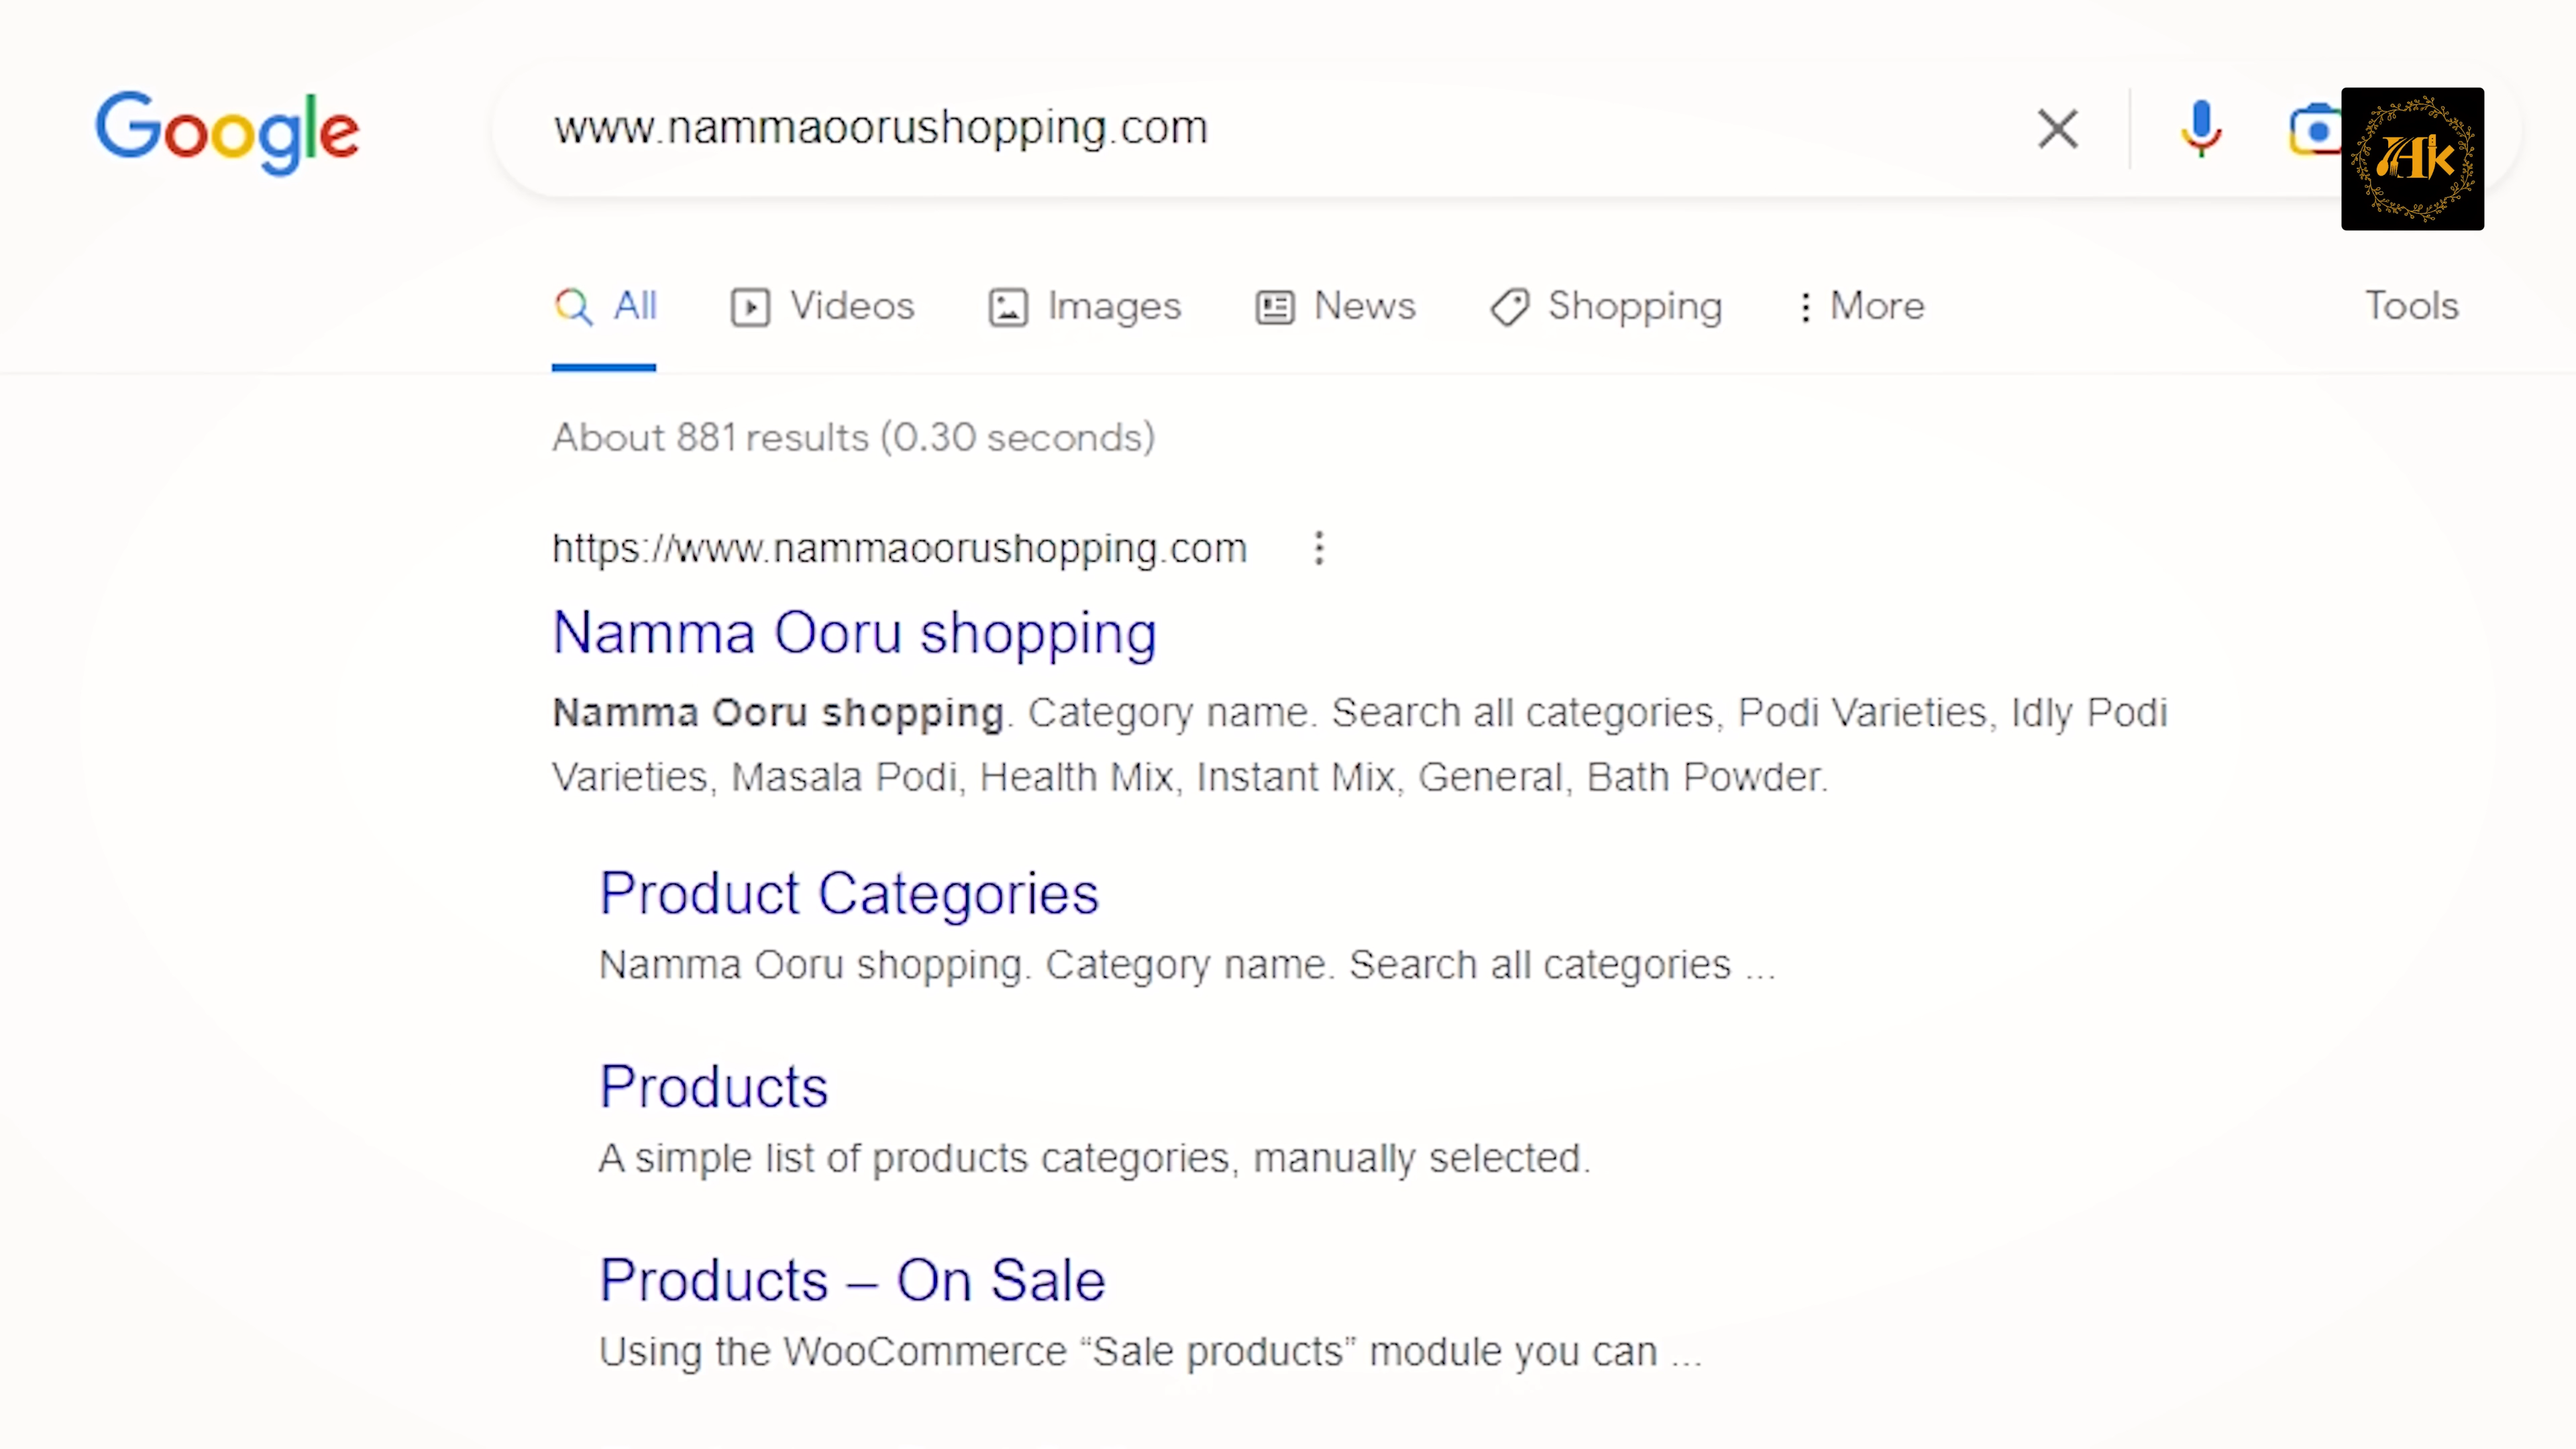 Google
www.nammaoorushopping.com
Ak
All Videos Images News Shopping More Tools
About 881 results (0.30 seconds)
https://www.nammaoorushopping.com
Namma Ooru shopping
Namma Ooru shopping. Category name. Search all categories, Podi Varieties, Idly Podi
Varieties, Masala Podi, Health Mix, Instant Mix, General, Bath Powder.
Product Categories
Namma Ooru shopping. Category name. Search all categories ...
Products
A simple list of products categories, manually selected.
Products – On Sale
Using the WooCommerce “Sale products” module you can ...